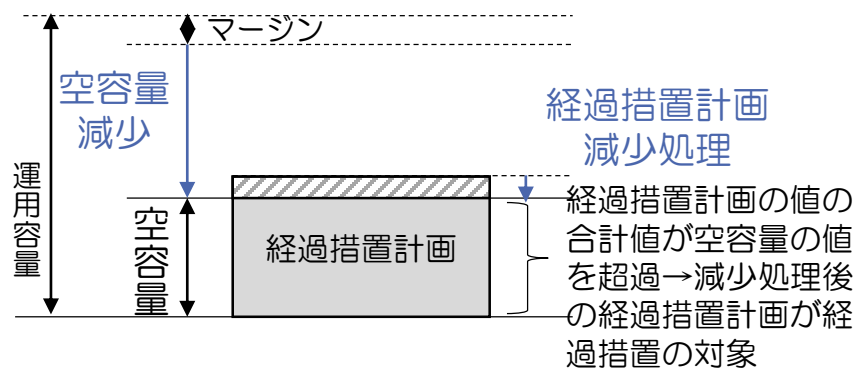 マージン
空容量
減少
経過措置計画
減少処理
運用容量
空容量
経過措置計画
経過措置計画の値の
合計値が空容量の値
を超過→減少処理後
の経過措置計画が経
過措置の対象